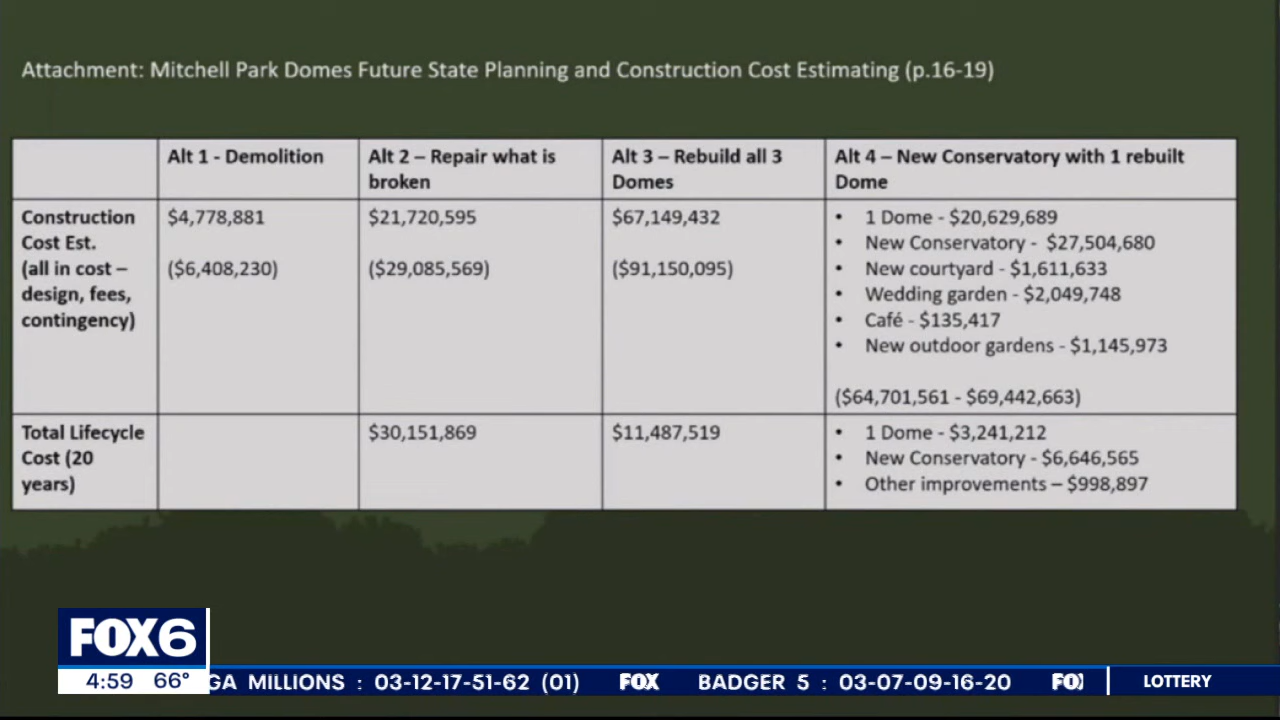 Attachment: Mitchell Park Domes Future State Planning and Construction Cost Estimating (p.16-19)
Alt 1 - Demolition
Alt 2 – Repair what is
broken
Alt 3 – Rebuild all 3
Domes
Alt 4 – New Conservatory with 1 rebuilt
Dome
Construction
Cost Est.
(all in cost –
design, fees,
contingency)
$4,778,881
($6,408,230)
$21,720,595
($29,085,569)
$67,149,432
($91,150,095)
• 1 Dome - $20,629,689
• New Conservatory - $27,504,680
• New courtyard - $1,611,633
• Wedding garden - $2,049,748
• Café - $135,417
• New outdoor gardens - $1,145,973
($64,701,561 - $69,442,663)
Total Lifecycle
Cost (20
years)
$30,151,869
$11,487,519
• 1 Dome - $3,241,212
• New Conservatory - $6,646,565
• Other improvements – $998,897
FOX6
4:59 66°
GA MILLIONS : 03-12-17-51-62 (01) FOX BADGER 5 : 03-07-09-16-20 FOX LOTTERY